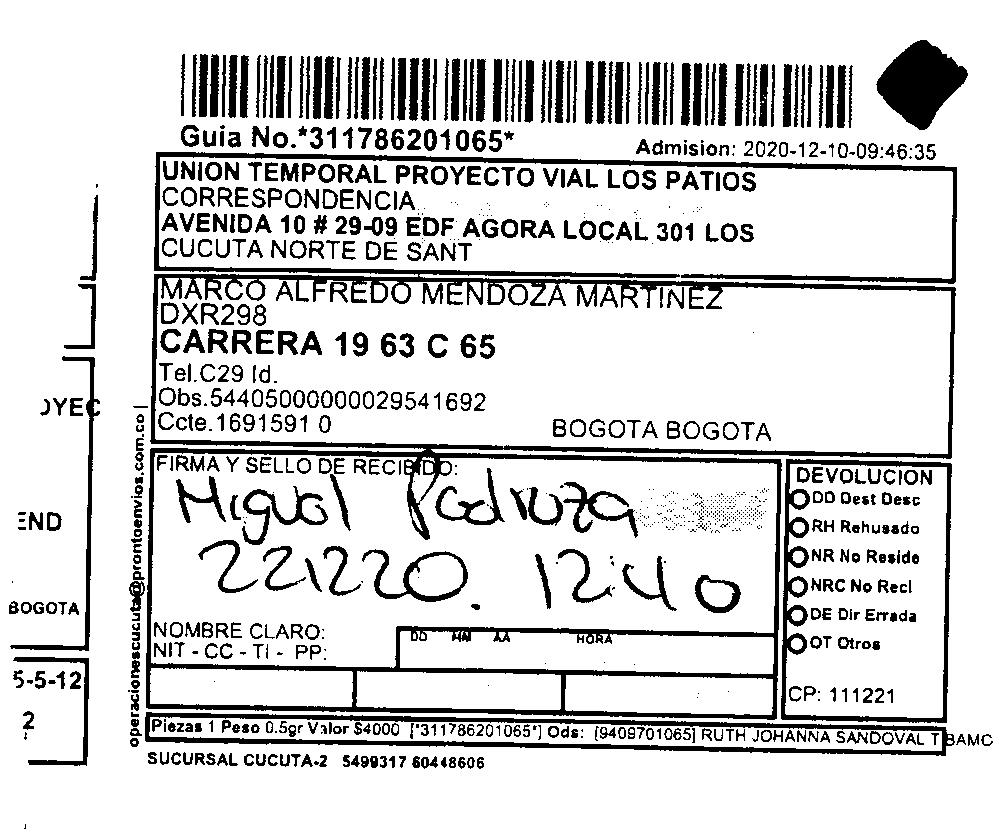 Guia No.*311786201065*
Admision: 2020-12-10-09:46:35
UNION TEMPORAL PROYECTO VIAL LOS PATIOS
CORRESPONDENCIA
AVENIDA 10 # 29-09 EDF AGORA LOCAL 301 LOS
CUCUTA NORTE DE SANT
MARCO ALFREDO MENDOZA MARTINEZ
DXR298
CARRERA 19 63 C 65
Tel.C29 Id.
Obs.54405000000029541692
Ccte.1691591 0
BOGOTA BOGOTA
operacionescucuta@prontoenvios.com.co
FIRMA Y SELLO DE RECIBIDO:
Miguel Pedroza
221220. 12:40
NOMBRE CLARO:
NIT - CC - TI - PP:
DD MM AA HORA
DEVOLUCION
DD Dest Desc
RH Rehusado
NR No Reside
NRC No Recl
DE Dir Errada
OT Otros
CP: 111221
Piezas 1 Peso 0.5gr Valor $4000 [*311786201065*] Ods: [9409701065] RUTH JOHANNA SANDOVAL T BAMC
SUCURSAL CUCUTA-2 5499317 60448606
OYEC
END
BOGOTA
5-5-12
2